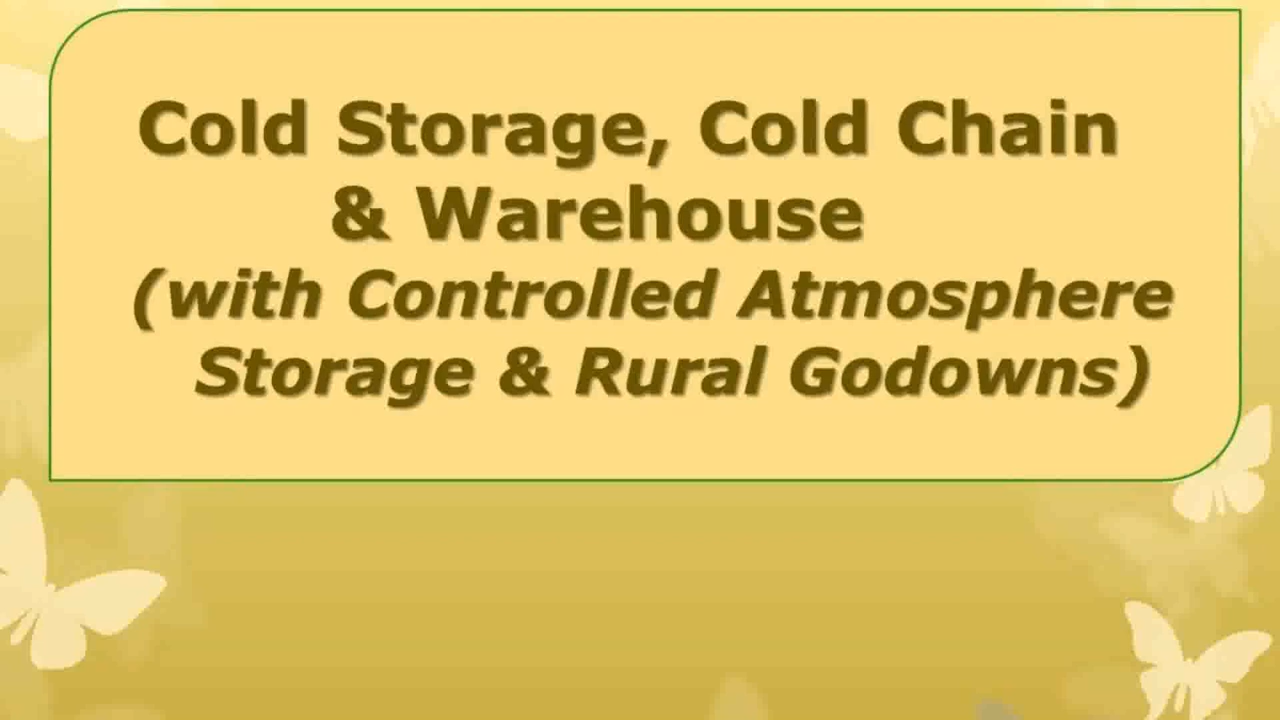 Cold Storage, Cold Chain
& Warehouse
(with Controlled Atmosphere
Storage & Rural Godowns)